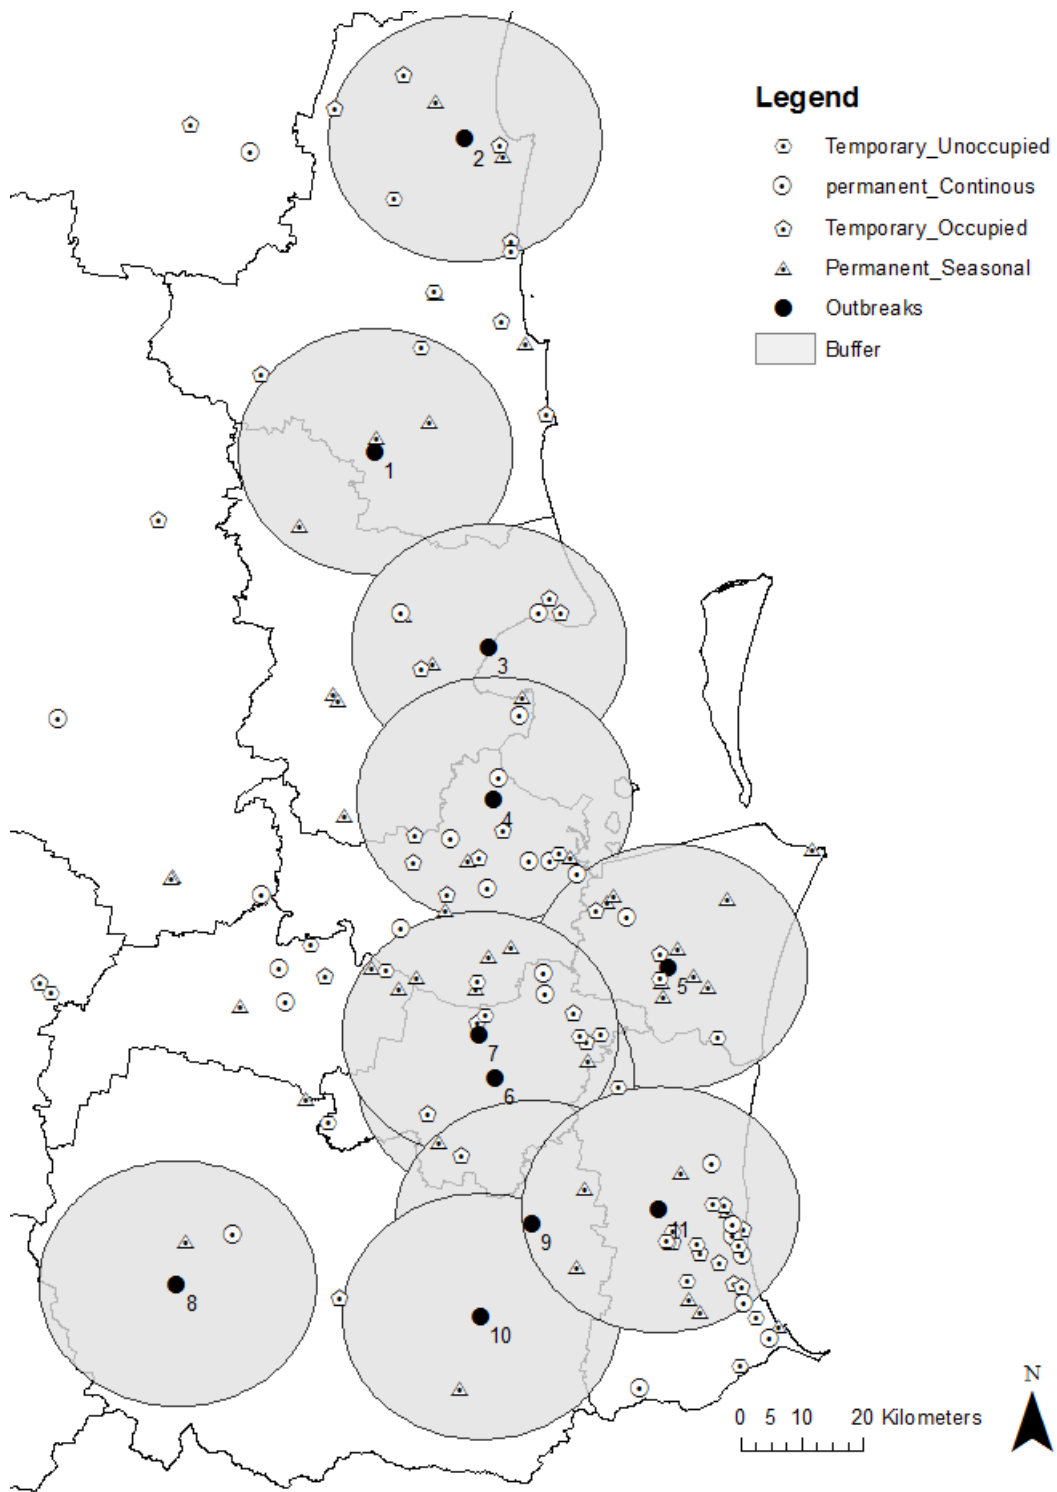 Legend
Temporary_Unoccupied
permanent_Continous
Temporary_Occupied
Permanent_Seasonal
Outbreaks
Buffer
2
1
3
4
5
7
6
11
9
8
10
N
0 5 10 20 Kilometers